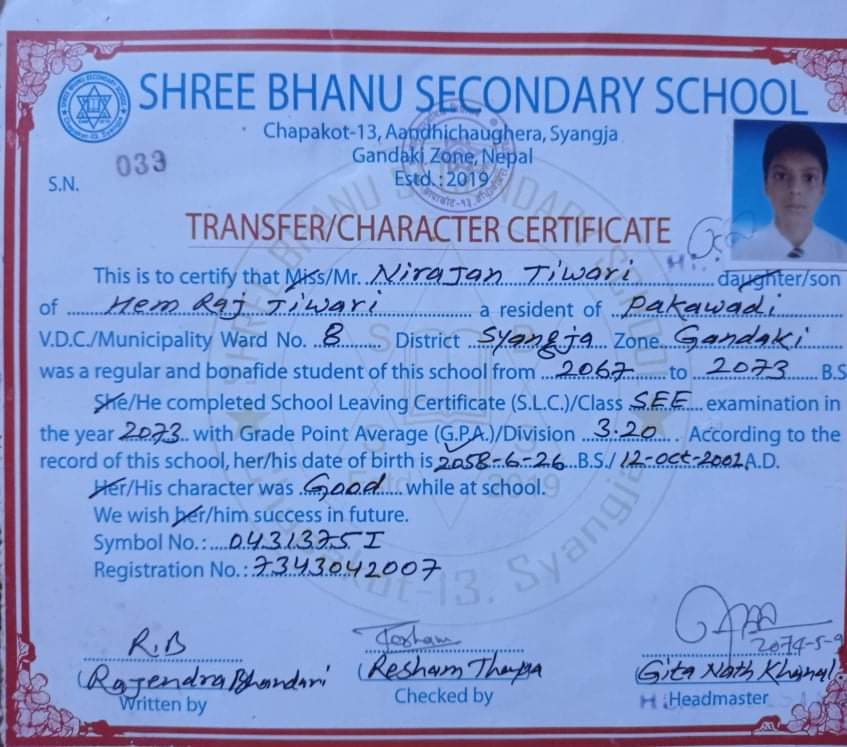 SHREE BHANU SECONDARY SCHOOL
Chapakot-13, Aandhichaughera, Syangja
Gandaki Zone, Nepal
Estd.: 2019
S.N. 033
TRANSFER/CHARACTER CERTIFICATE
This is to certify that Miss/Mr. Nirajan Tiwari daughter/son
of Hem Raj Tiwari a resident of Pakawadi
V.D.C./Municipality Ward No. 8 District Syangja Zone Gandaki
was a regular and bonafide student of this school from 2067 to 2073 B.S
She/He completed School Leaving Certificate (S.L.C.)/Class SEE examination in
the year 2073 with Grade Point Average (G.P.A.)/Division 3.20. According to the
record of this school, her/his date of birth is 2058-6-26 B.S./ 12-Oct-2001 A.D.
Her/His character was Good while at school.
We wish her/him success in future.
Symbol No.: 0431375 I
Registration No.: 7343042007
R.B
2074-5-9
Rajendra Bhandari Resham Thapa Gita Nath Khanal
Written by Checked by Headmaster